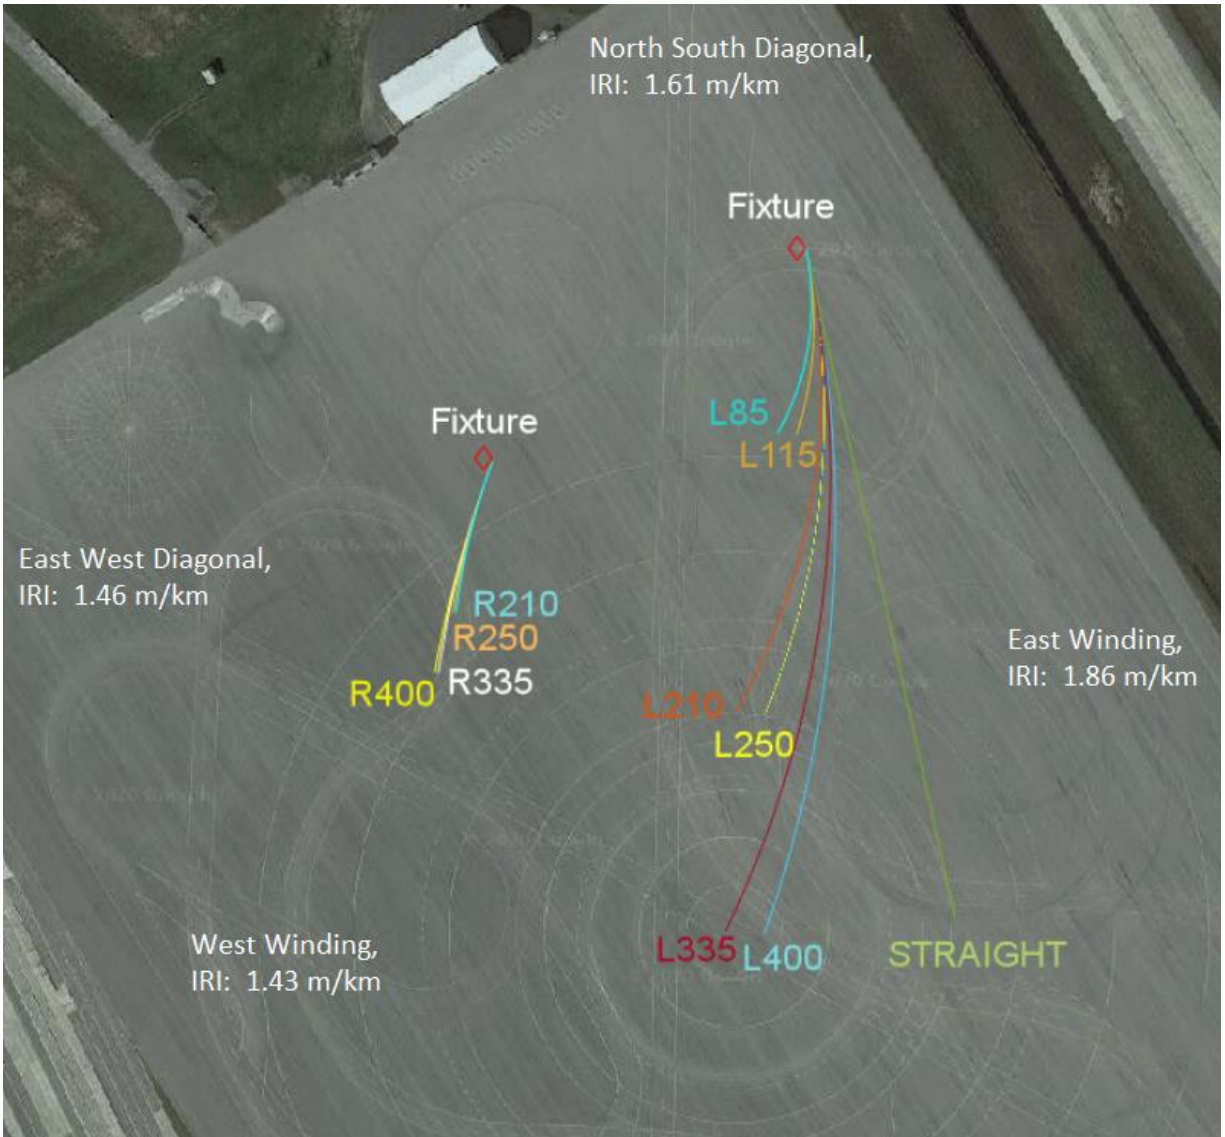 North South Diagonal,
IRI: 1.61 m/km
Fixture
L85
L115
Fixture
East West Diagonal,
IRI: 1.46 m/km
R210
R250
R335
R400
L210
L250
East Winding,
IRI: 1.86 m/km
West Winding,
IRI: 1.43 m/km
L335
L400
STRAIGHT